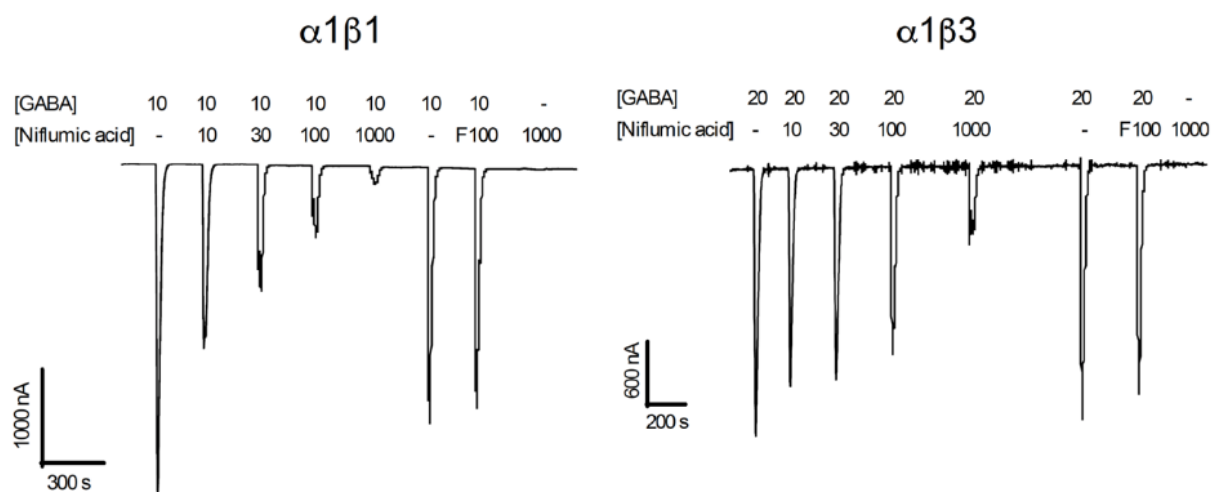 α1β1
[GABA] 10 10 10 10 10 10 10 -
[Niflumic acid] - 10 30 100 1000 - F100 1000
1000 nA
300 s
α1β3
[GABA] 20 20 20 20 20 20 20 -
[Niflumic acid] - 10 30 100 1000 - F100 1000
600 nA
200 s